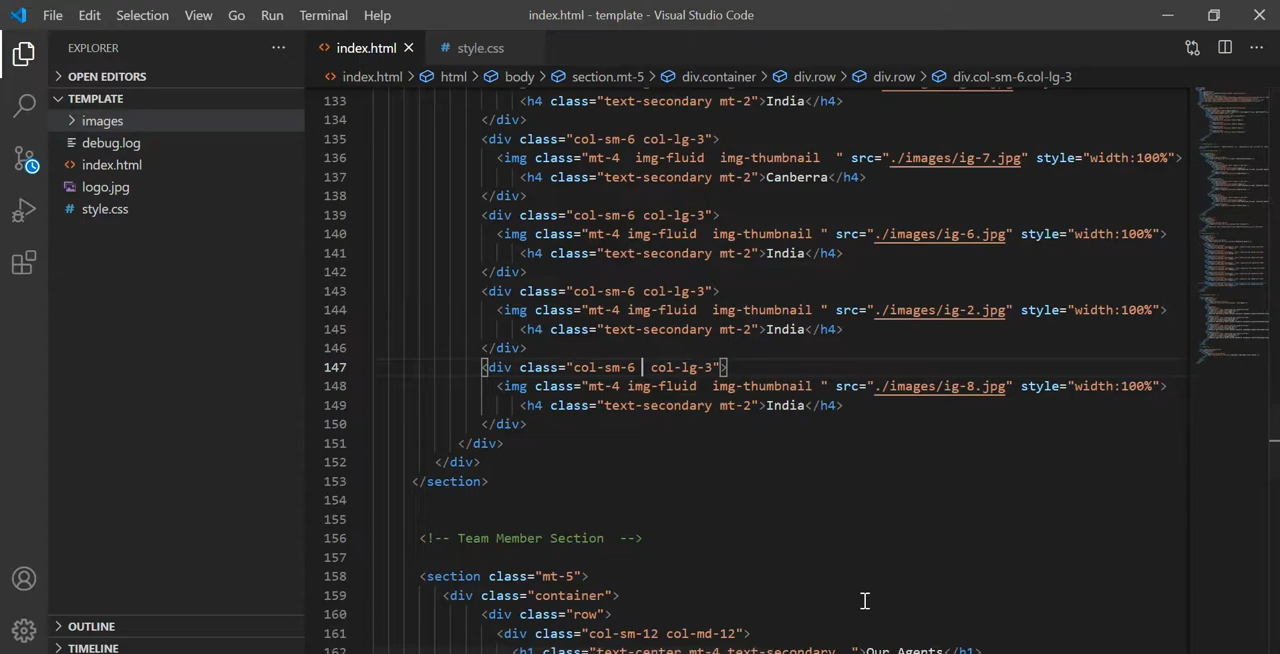 File Edit Selection View Go Run Terminal Help index.html - template - Visual Studio Code
EXPLORER
OPEN EDITORS
TEMPLATE
images
debug.log
index.html
logo.jpg
style.css
OUTLINE
TIMELINE
index.html style.css
index.html > html > body > section.mt-5 > div.container > div.row > div.row > div.col-sm-6.col-lg-3
133 <h4 class="text-secondary mt-2">India</h4>
134 </div>
135 <div class="col-sm-6 col-lg-3">
136 <img class="mt-4  img-fluid  img-thumbnail  " src="./images/ig-7.jpg" style="width:100%">
137 <h4 class="text-secondary mt-2">Canberra</h4>
138 </div>
139 <div class="col-sm-6 col-lg-3">
140 <img class="mt-4 img-fluid  img-thumbnail " src="./images/ig-6.jpg" style="width:100%">
141 <h4 class="text-secondary mt-2">India</h4>
142 </div>
143 <div class="col-sm-6 col-lg-3">
144 <img class="mt-4 img-fluid  img-thumbnail " src="./images/ig-2.jpg" style="width:100%">
145 <h4 class="text-secondary mt-2">India</h4>
146 </div>
147 <div class="col-sm-6  col-lg-3">
148 <img class="mt-4 img-fluid  img-thumbnail " src="./images/ig-8.jpg" style="width:100%">
149 <h4 class="text-secondary mt-2">India</h4>
150 </div>
151 </div>
152 </div>
153 </section>
154
155
156 <!-- Team Member Section  -->
157
158 <section class="mt-5">
159 <div class="container">
160 <div class="row">
161 <div class="col-sm-12 col-md-12">
162 <h1 class="text-center mt-4 text-secondary  ">Our Agents</h1>